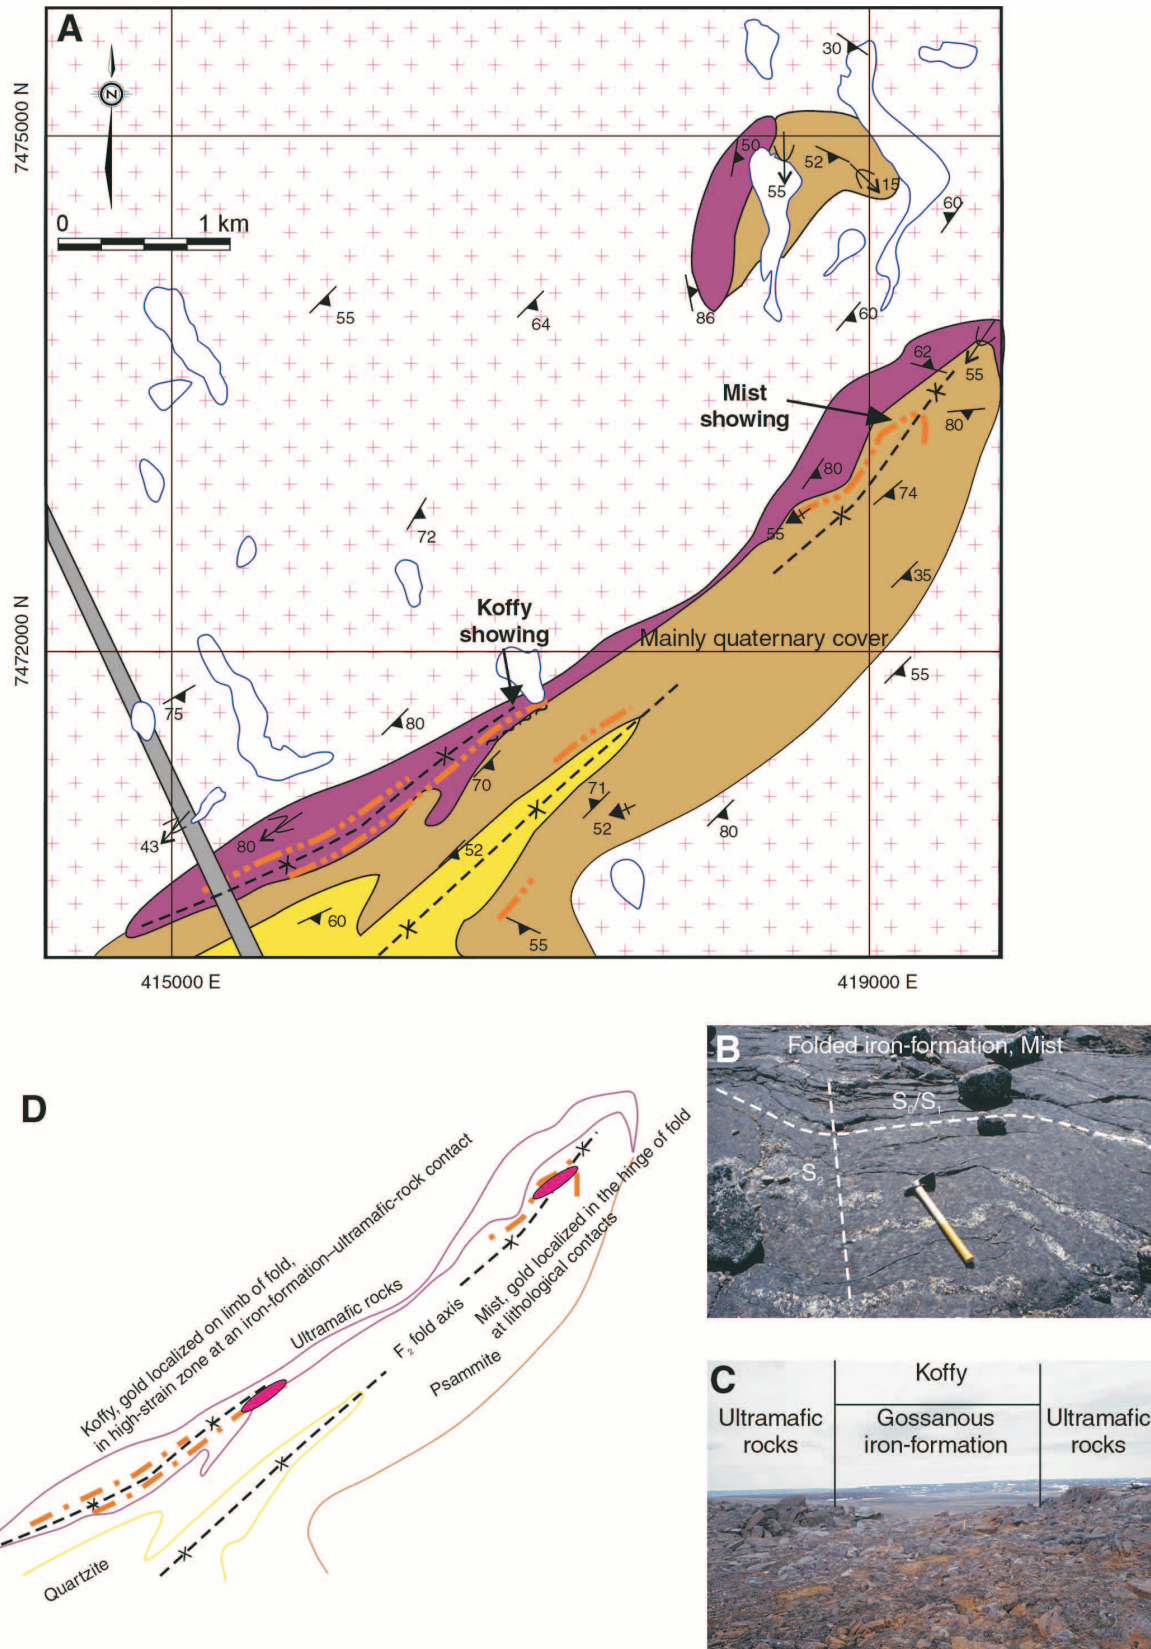 A
N
0 1 km
7475000 N
7472000 N
415000 E
419000 E
30
50
52
55
15
60
86
60
55
64
62
55
Mist
showing
80
80
74
55
72
35
Koffy
showing
Mainly quaternary cover
55
75
80
70
71
52
80
43
80
52
60
55
B
Folded iron-formation, Mist
S0/S1
S2
C
Koffy
Ultramafic
rocks
Gossanous
iron-formation
Ultramafic
rocks
D
Koffy, gold localized on limb of fold,
in high-strain zone at an iron-formation–ultramafic-rock contact
Ultramafic rocks
F2 fold axis
Mist, gold localized in the hinge of fold
at lithological contacts
Psammite
Quartzite